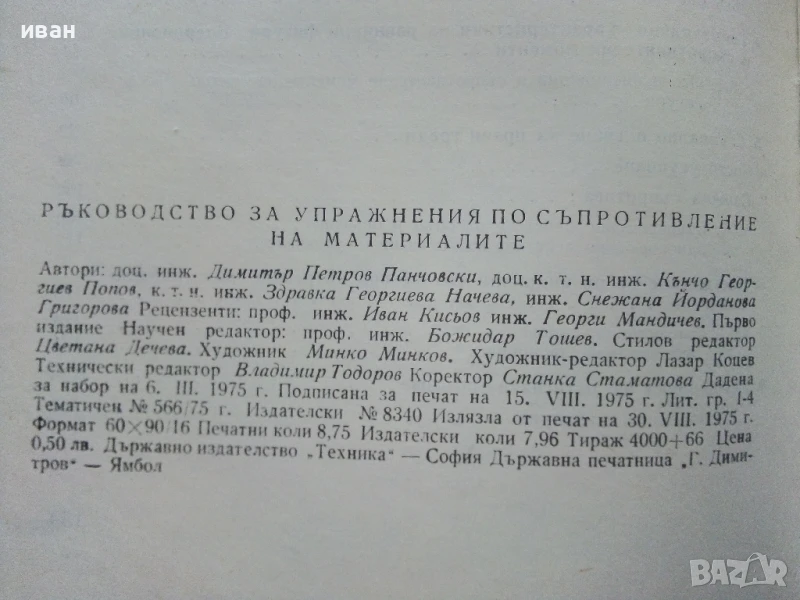 иван
РЪКОВОДСТВО ЗА УПРАЖНЕНИЯ ПО СЪПРОТИВЛЕНИЕ
НА МАТЕРИАЛИТЕ
Автори: доц. инж. Димитър Петров Панчовски, доц. к. т. н. инж. Кънчо Геор-
гиев Попов, к. т. н. инж. Здравка Георгиева Начева, инж. Снежана Йорданова
Григорова Рецензенти: проф. инж. Иван Кисьов инж. Георги Мандичев. Първо
издание Научен редактор: проф. инж. Божидар Тошев. Стилов редактор
Цветана Дечева. Художник Минко Минков. Художник-редактор Лазар Коцев
Технически редактор Владимир Тодоров Коректор Станка Стаматова Дадена
за набор на 6. III. 1975 г. Подписана за печат на 15. VIII. 1975 г. Лит. гр. I-4
Тематичен № 566/75 г. Издателски № 8340 Излязла от печат на 30. VIII. 1975 г.
Формат 60×90/16 Печатни коли 8,75 Издателски коли 7,96 Тираж 4000+66 Цена
0,50 лв. Държавно издателство „Техника“ — София Държавна печатница „Г. Дими-
тров“ — Ямбол
BAZAR